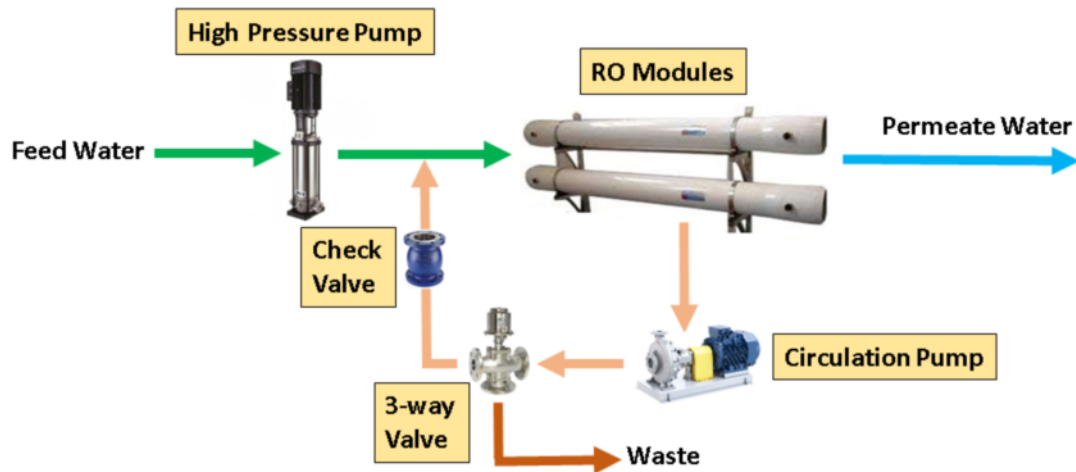 High Pressure Pump
RO Modules
Feed Water
Permeate Water
Check
Valve
Circulation Pump
3-way
Valve
Waste